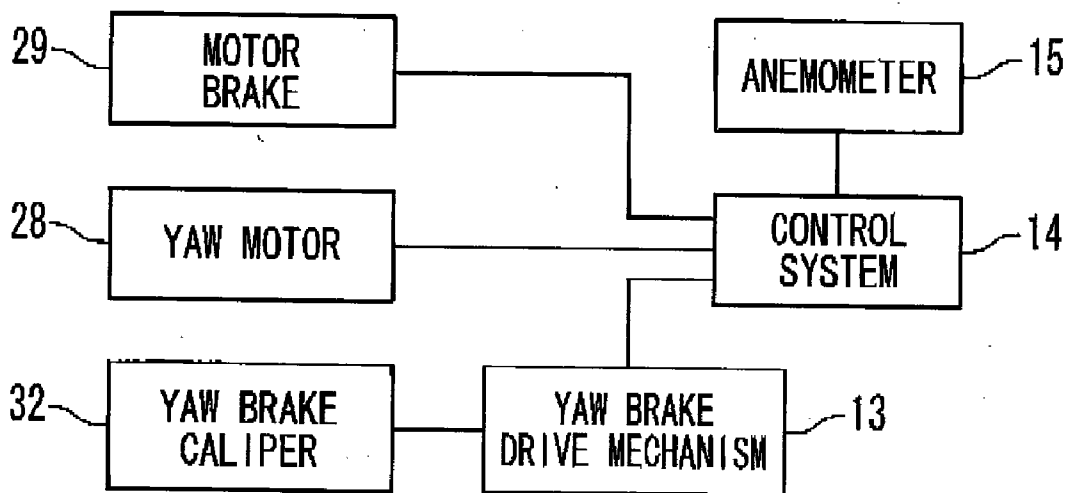 29
MOTOR
BRAKE
ANEMOMETER
15
28
YAW MOTOR
CONTROL
SYSTEM
14
32
YAW BRAKE
CALIPER
YAW BRAKE
DRIVE MECHANISM
13